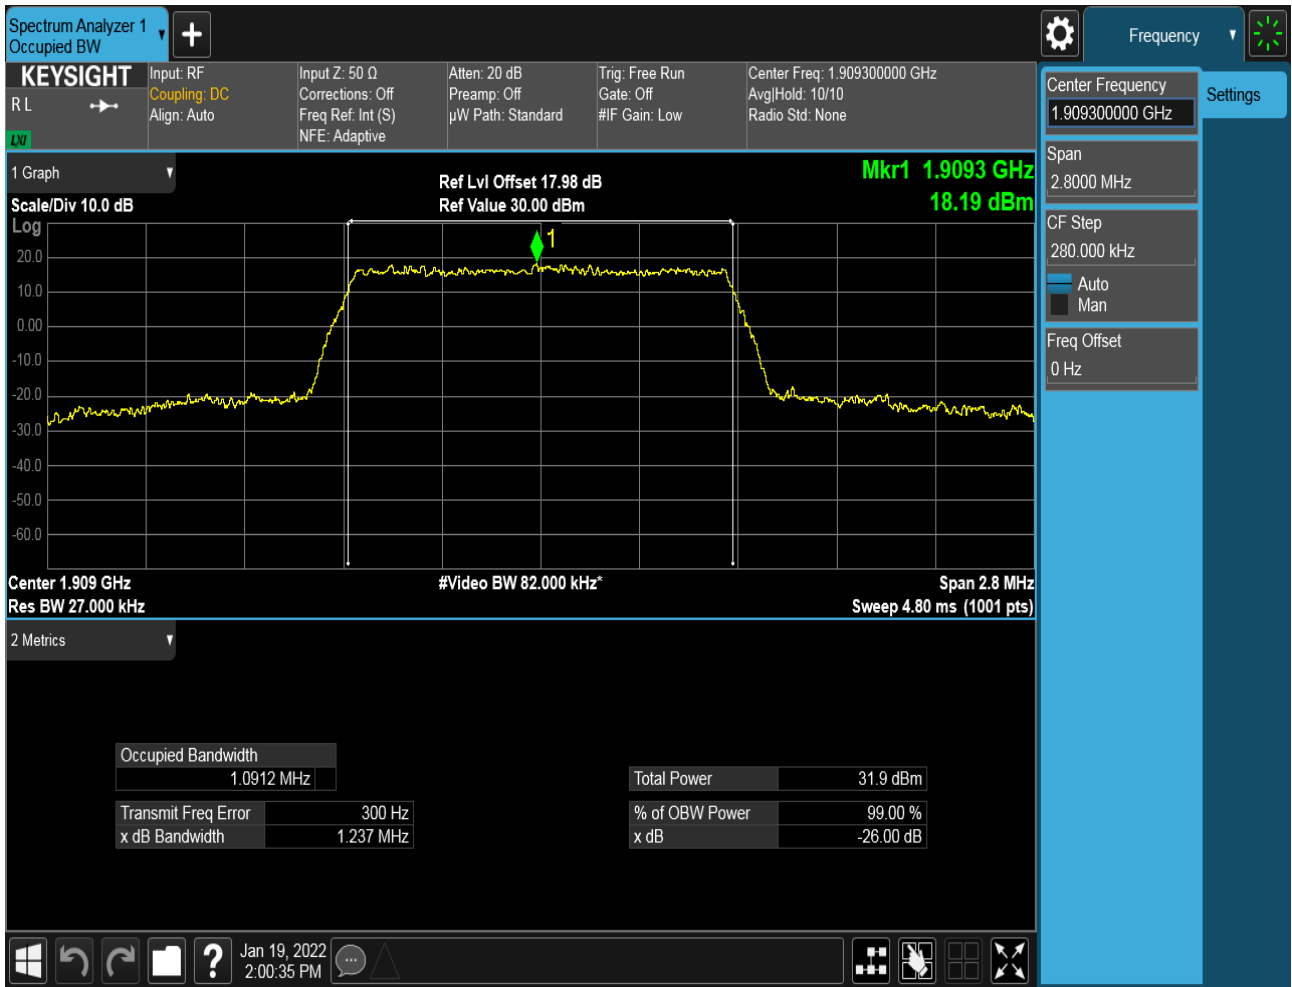 Spectrum Analyzer 1
Occupied BW
Frequency
KEYSIGHT
R L
LXI
Input: RF
Coupling: DC
Align: Auto
Input Z: 50 Ω
Corrections: Off
Freq Ref: Int (S)
NFE: Adaptive
Atten: 20 dB
Preamp: Off
µW Path: Standard
Trig: Free Run
Gate: Off
#IF Gain: Low
Center Freq: 1.909300000 GHz
Avg|Hold: 10/10
Radio Std: None
Center Frequency
1.909300000 GHz
Settings
Span
2.8000 MHz
CF Step
280.000 kHz
Auto
Man
Freq Offset
0 Hz
1 Graph
Scale/Div 10.0 dB
Log
Ref Lvl Offset 17.98 dB
Ref Value 30.00 dBm
Mkr1 1.9093 GHz
18.19 dBm
1
20.0
10.0
0.00
-10.0
-20.0
-30.0
-40.0
-50.0
-60.0
Center 1.909 GHz
Res BW 27.000 kHz
#Video BW 82.000 kHz*
Span 2.8 MHz
Sweep 4.80 ms (1001 pts)
2 Metrics
Occupied Bandwidth
1.0912 MHz
Transmit Freq Error 300 Hz
x dB Bandwidth 1.237 MHz
Total Power 31.9 dBm
% of OBW Power 99.00 %
x dB -26.00 dB
Jan 19, 2022
2:00:35 PM